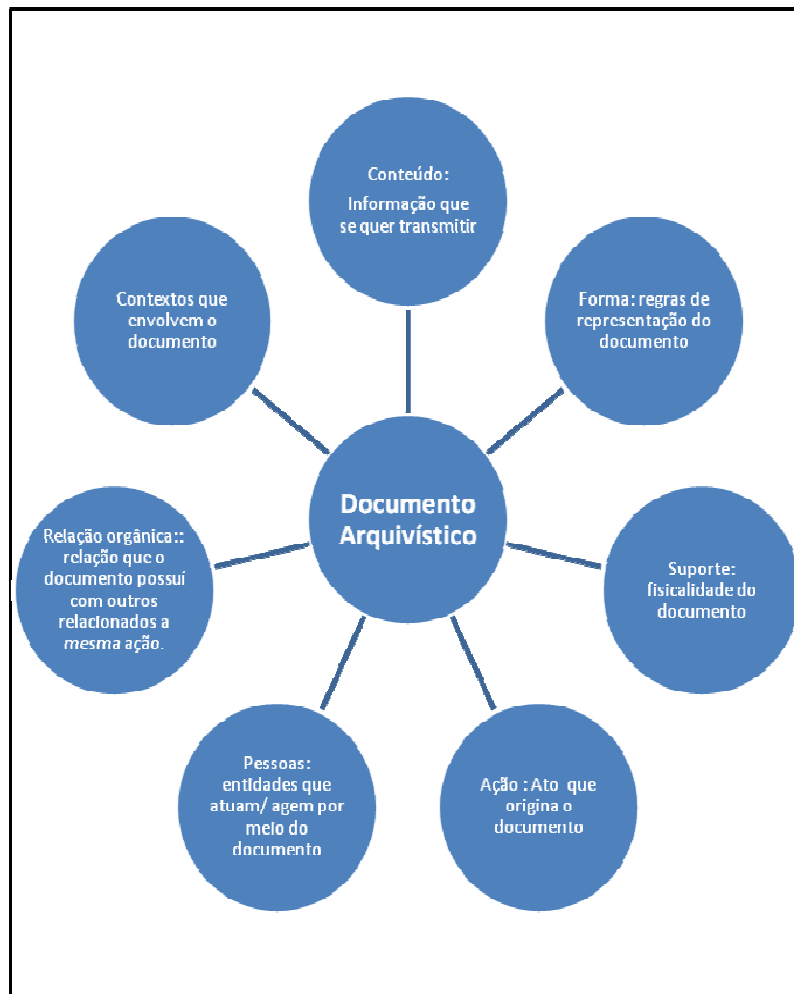 Conteúdo:
Informação que
se quer transmitir
Contextos que
envolvem o
documento
Forma: regras de
representação do
documento
Documento
Arquivístico
Relação orgânica::
relação que o
documento possuí
com outros
relacionados a
mesma ação.
Suporte:
fisicalidade do
documento
Pessoas:
entidades que
atuam/ agem por
meio do
documento
Ação : Ato que
origina o
documento